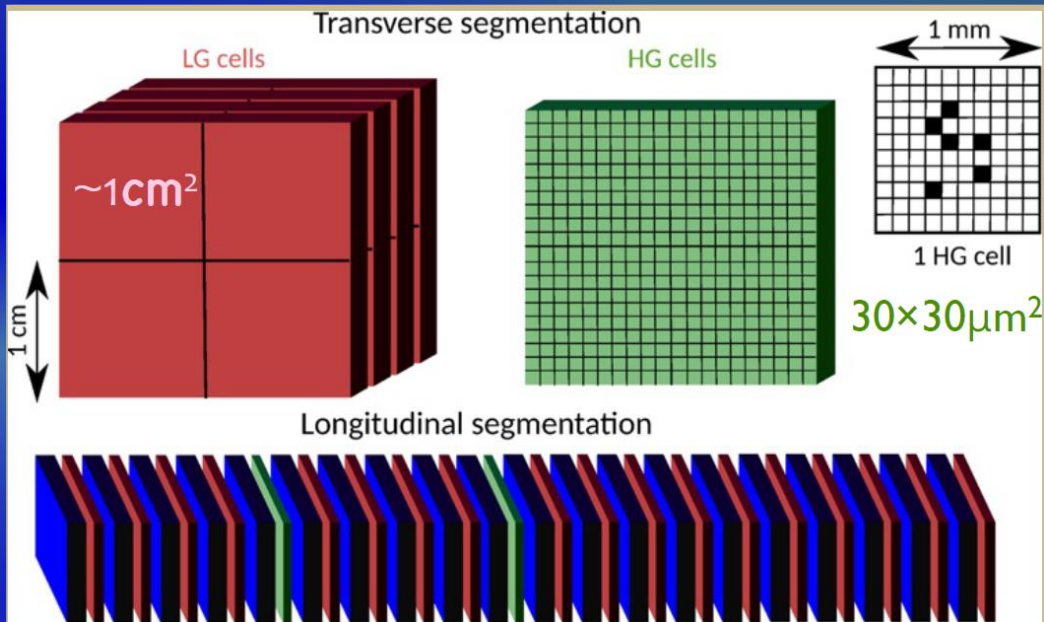 Transverse segmentation
LG cells
HG cells
1 mm
~1cm²
1 cm
1 HG cell
30×30μm²
Longitudinal segmentation